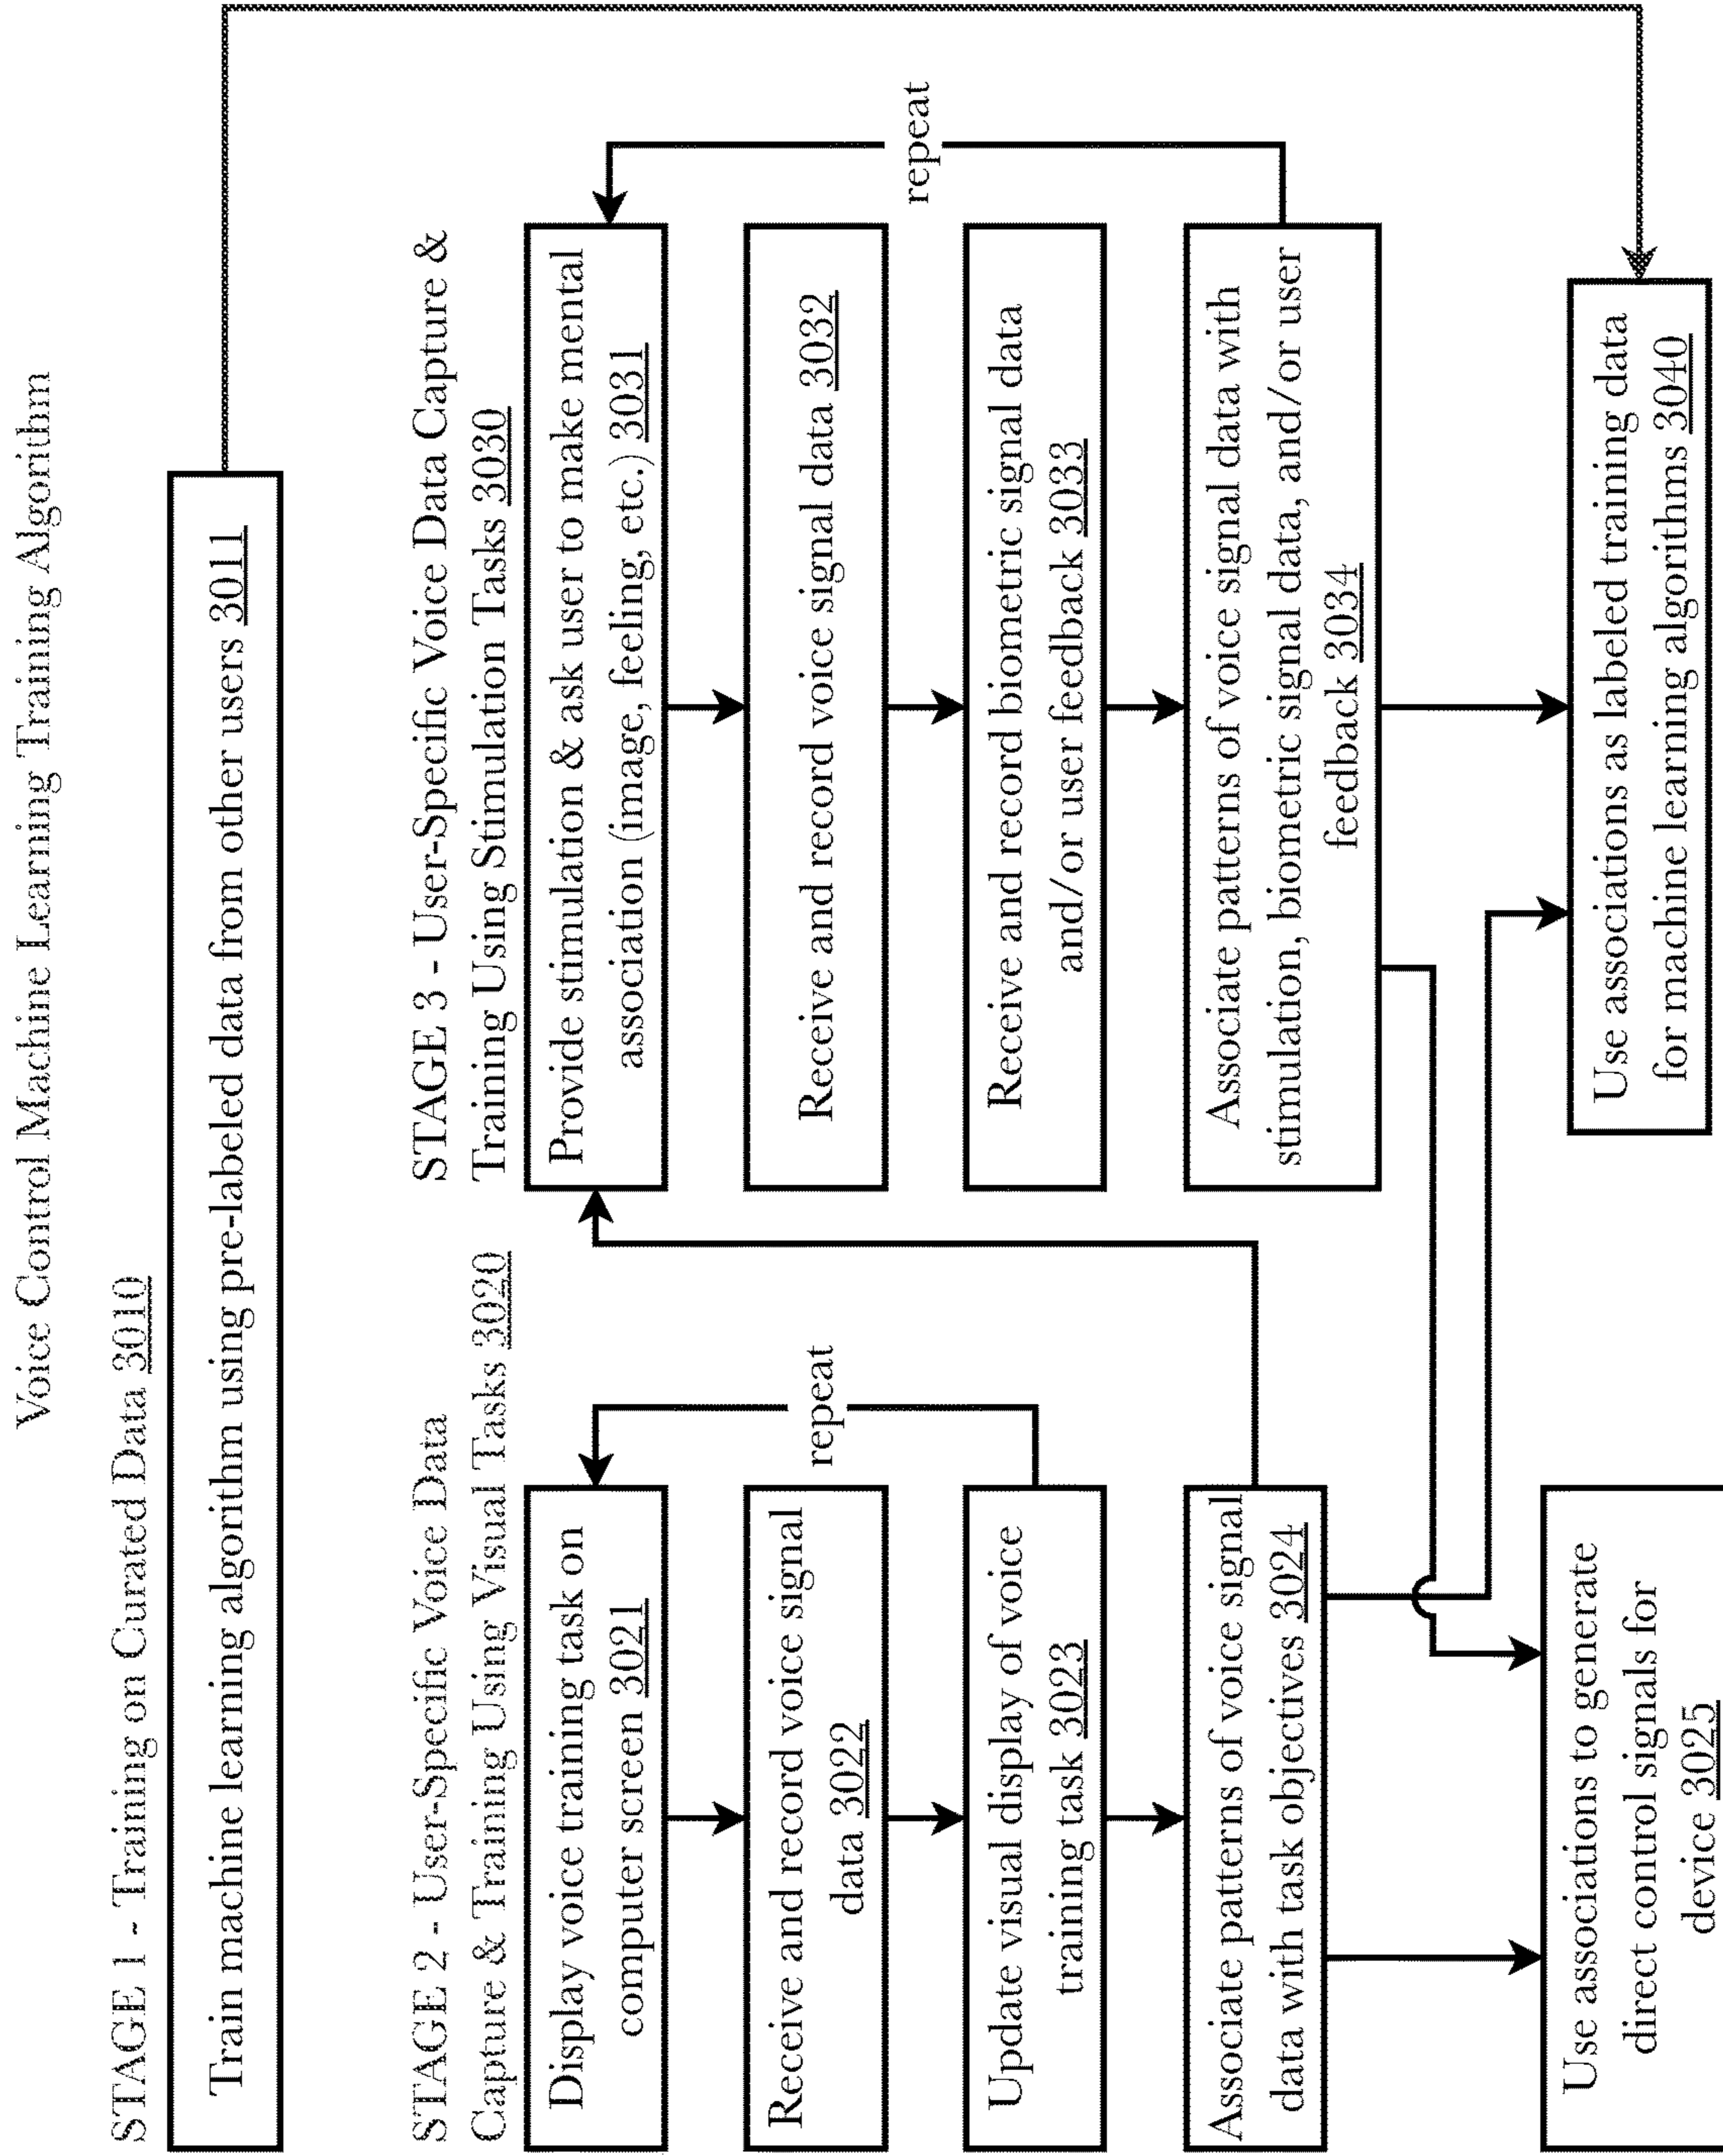 Voice Control Machine Learning Training Algorithm
STAGE 1 - Training on Curated Data 3010
Train machine learning algorithm using pre-labeled data from other users 3011
STAGE 2 - User-Specific Voice Data
Capture & Training Using Visual Tasks 3020
Display voice training task on
computer screen 3021
Receive and record voice signal
data 3022
Update visual display of voice
training task 3023
repeat
Associate patterns of voice signal
data with task objectives 3024
Use associations to generate
direct control signals for
device 3025
STAGE 3 - User-Specific Voice Data Capture &
Training Using Stimulation Tasks 3030
Provide stimulation & ask user to make mental
association (image, feeling, etc.) 3031
Receive and record voice signal data 3032
Receive and record biometric signal data
and/or user feedback 3033
Associate patterns of voice signal data with
stimulation, biometric signal data, and/or user
feedback 3034
repeat
Use associations as labeled training data
for machine learning algorithms 3040